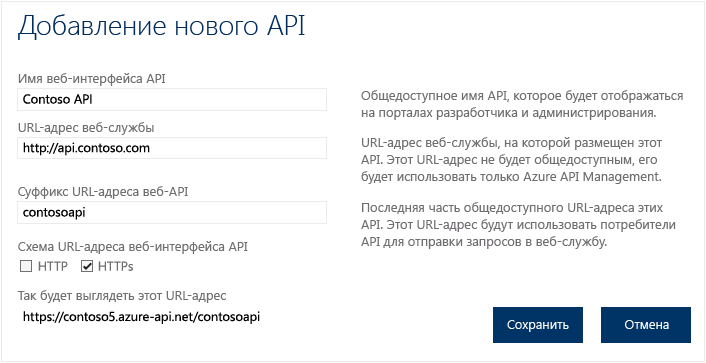 Добавление нового API
Имя веб-интерфейса API
Contoso API
Общедоступное имя API, которое будет отображаться
на порталах разработчика и администрирования.
URL-адрес веб-службы
http://api.contoso.com
URL-адрес веб-службы, на которой размещен этот
API. Этот URL-адрес не будет общедоступным, его
будет использовать только Azure API Management.
Суффикс URL-адреса веб-API
contosoapi
Последняя часть общедоступного URL-адреса этих
API. Этот URL-адрес будут использовать потребители
API для отправки запросов в веб-службу.
Схема URL-адреса веб-интерфейса API
HTTP HTTPs
Так будет выглядеть этот URL-адрес
https://contoso5.azure-api.net/contosoapi
Сохранить Отмена